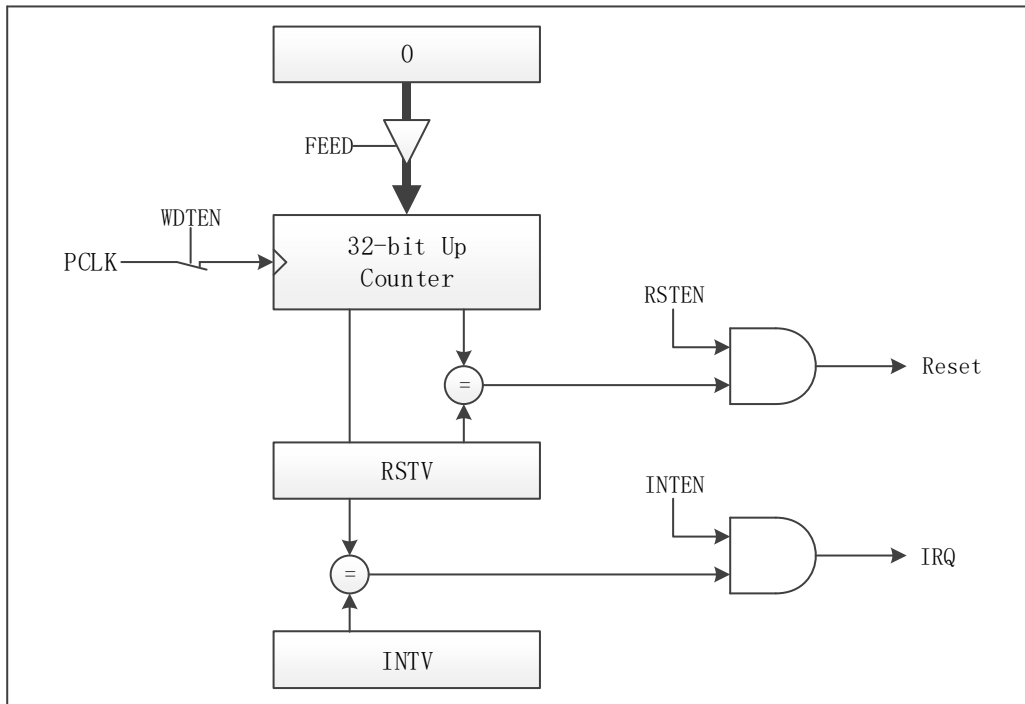 0
FEED
WDTEN
PCLK
32-bit Up
Counter
RSTEN
=
Reset
RSTV
INTEN
=
IRQ
INTV